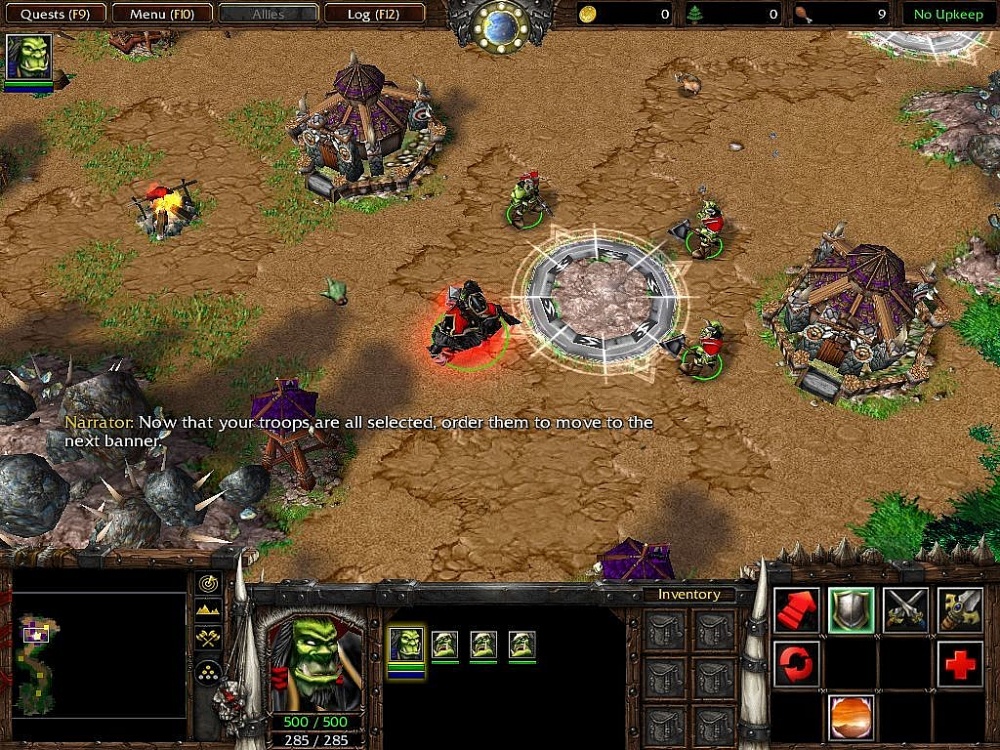 Quests (F9)
Menu (F10)
Allies
Log (F12)
0
0
9
No Upkeep
Narrator: Now that your troops are all selected, order them to move to the
next banner.
Inventory
500 / 500
285 / 285